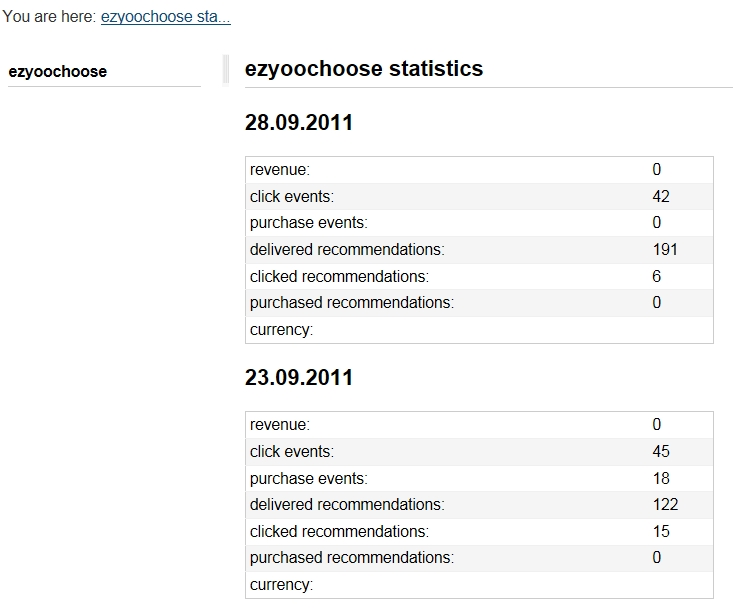 You are here: ezyoochoose sta...
ezyoochoose
ezyoochoose statistics
28.09.2011
revenue: 0
click events: 42
purchase events: 0
delivered recommendations: 191
clicked recommendations: 6
purchased recommendations: 0
currency:
23.09.2011
revenue: 0
click events: 45
purchase events: 18
delivered recommendations: 122
clicked recommendations: 15
purchased recommendations: 0
currency: